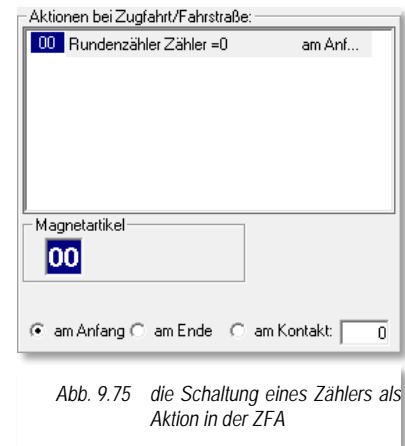 Aktionen bei Zugfahrt/Fahrstraße:
00 Rundenzähler Zähler =0 am Anf...
Magnetartikel
00
am Anfang am Ende am Kontakt: 0
Abb. 9.75 die Schaltung eines Zählers als
Aktion in der ZFA